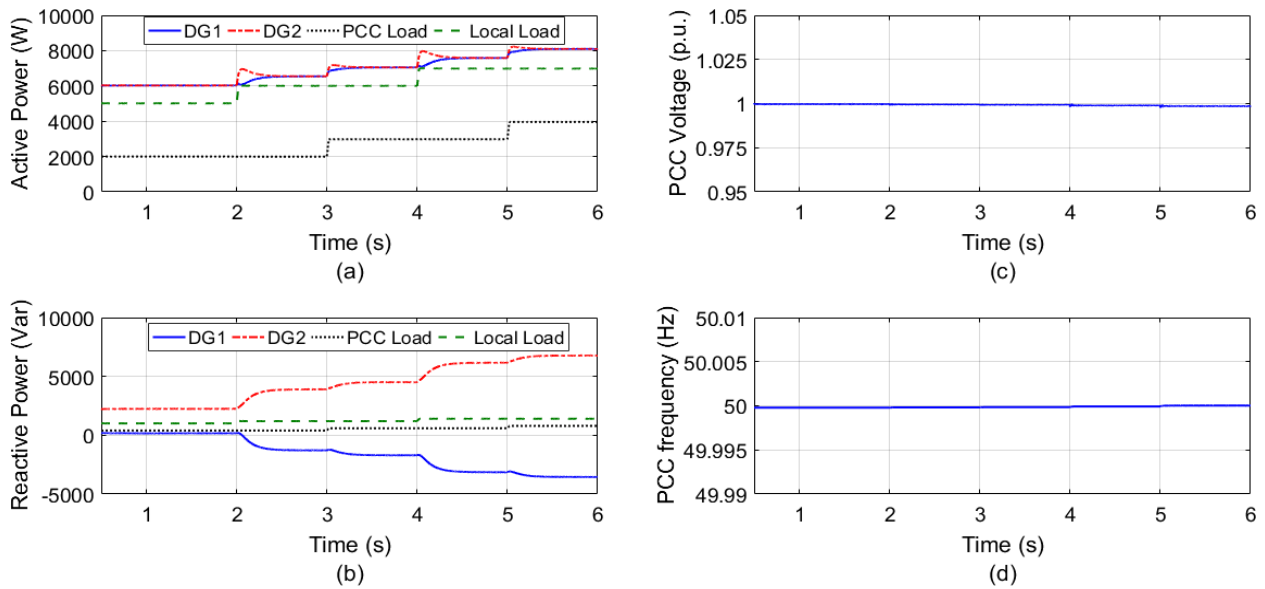 Active Power (W)
10000
8000
6000
4000
2000
0
DG1 DG2 PCC Load Local Load
1 2 3 4 5 6
Time (s)
(a)
PCC Voltage (p.u.)
1.05
1.025
1
0.975
0.95
1 2 3 4 5 6
Time (s)
(c)
Reactive Power (Var)
10000
5000
0
-5000
DG1 DG2 PCC Load Local Load
1 2 3 4 5 6
Time (s)
(b)
PCC frequency (Hz)
50.01
50.005
50
49.995
49.99
1 2 3 4 5 6
Time (s)
(d)